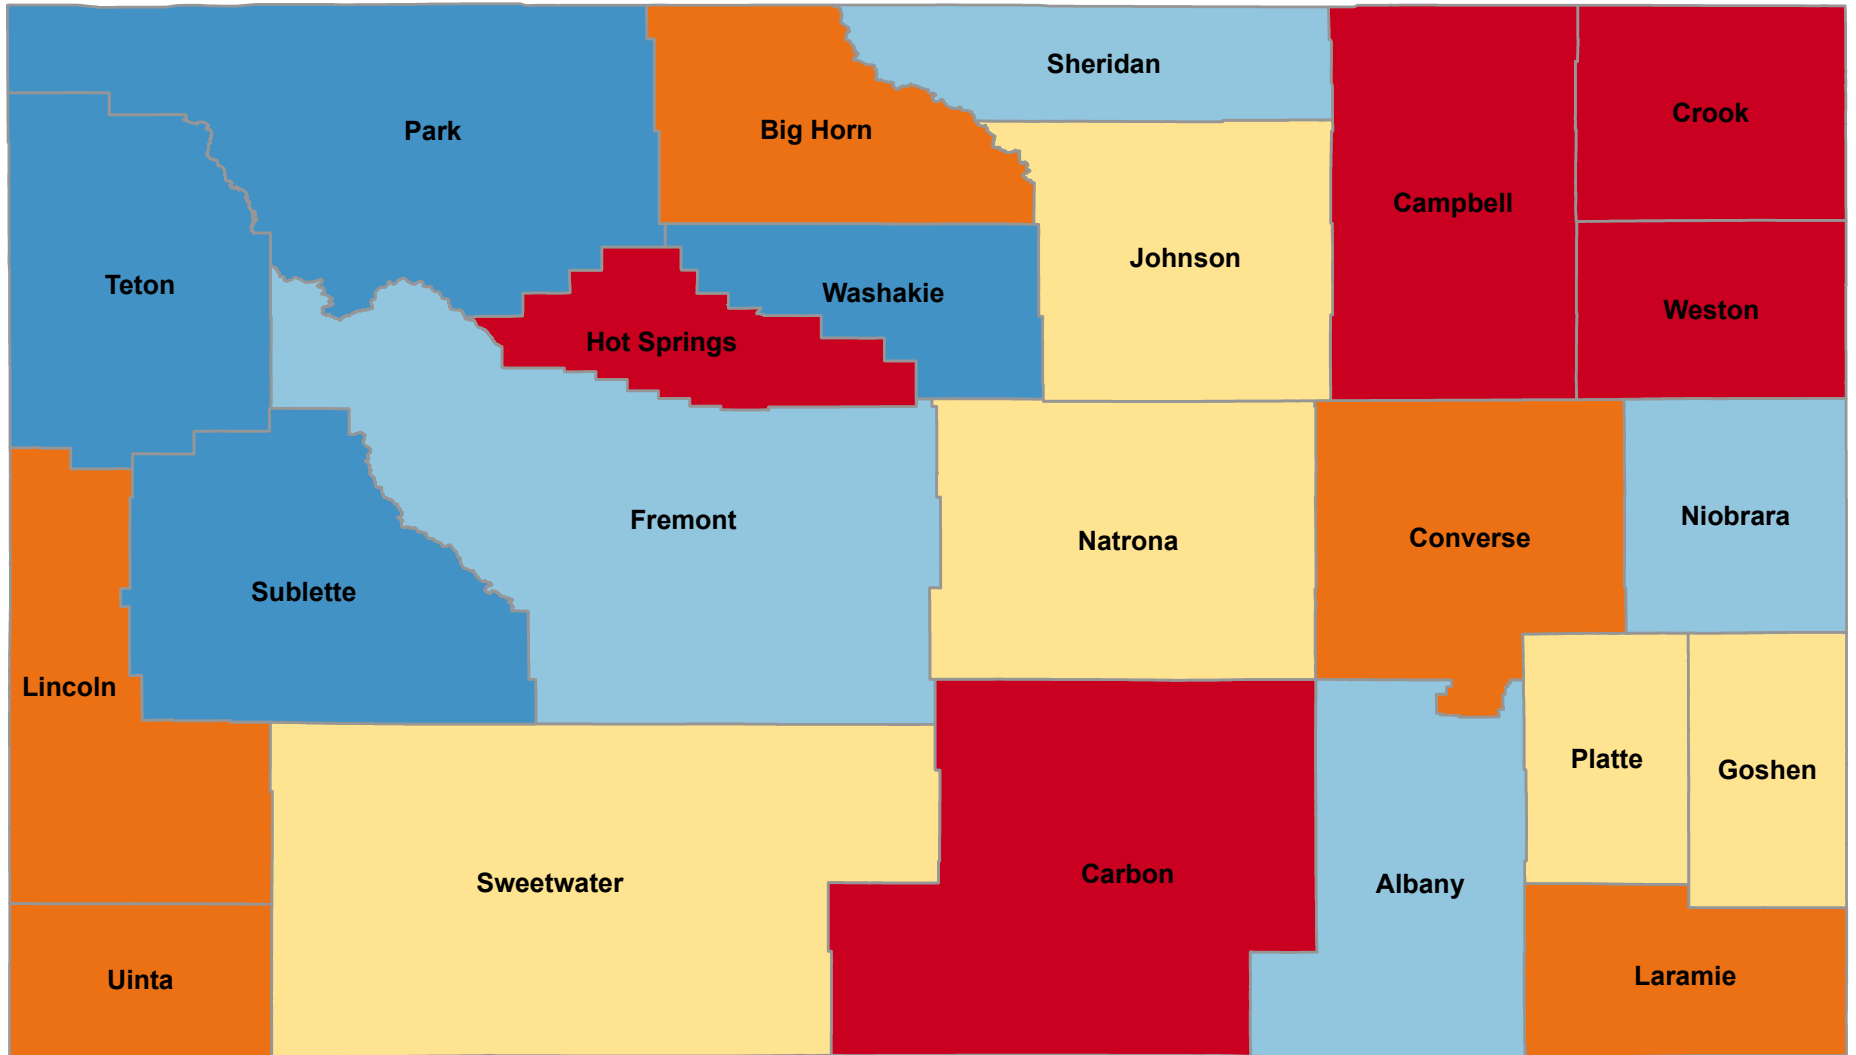 Sheridan
Crook
Park
Big Horn
Campbell
Johnson
Teton
Washakie
Weston
Hot Springs
Niobrara
Fremont
Converse
Natrona
Sublette
Lincoln
Platte
Goshen
Carbon
Sweetwater
Albany
Laramie
Uinta